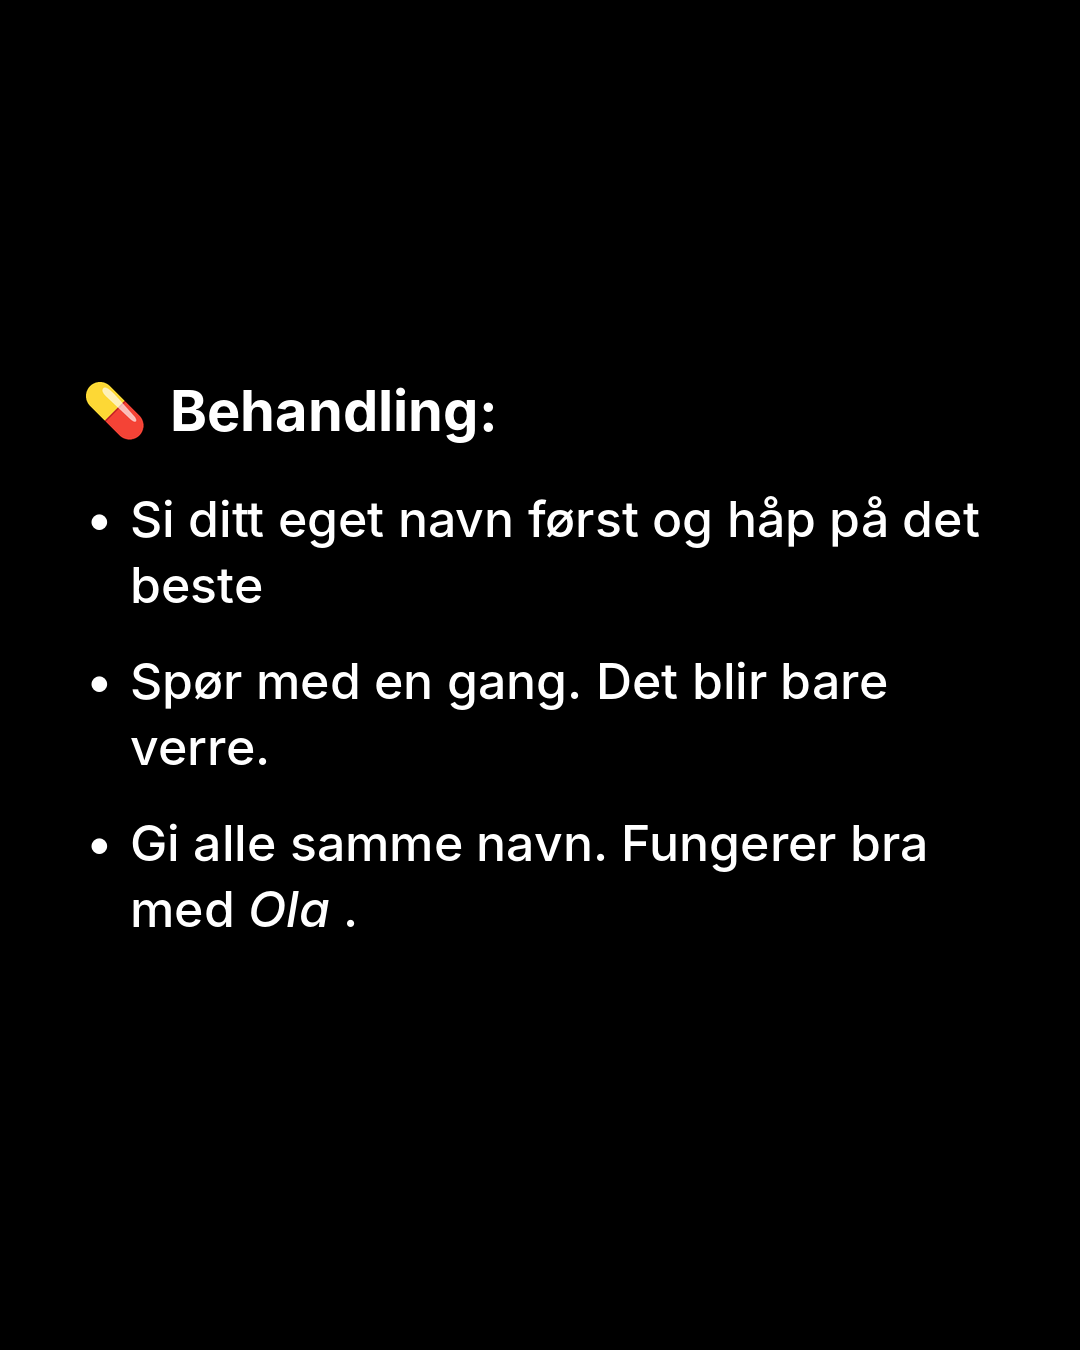 💊 Behandling:
• Si ditt eget navn først og håp på det
beste
• Spør med en gang. Det blir bare
verre.
• Gi alle samme navn. Fungerer bra
med Ola .